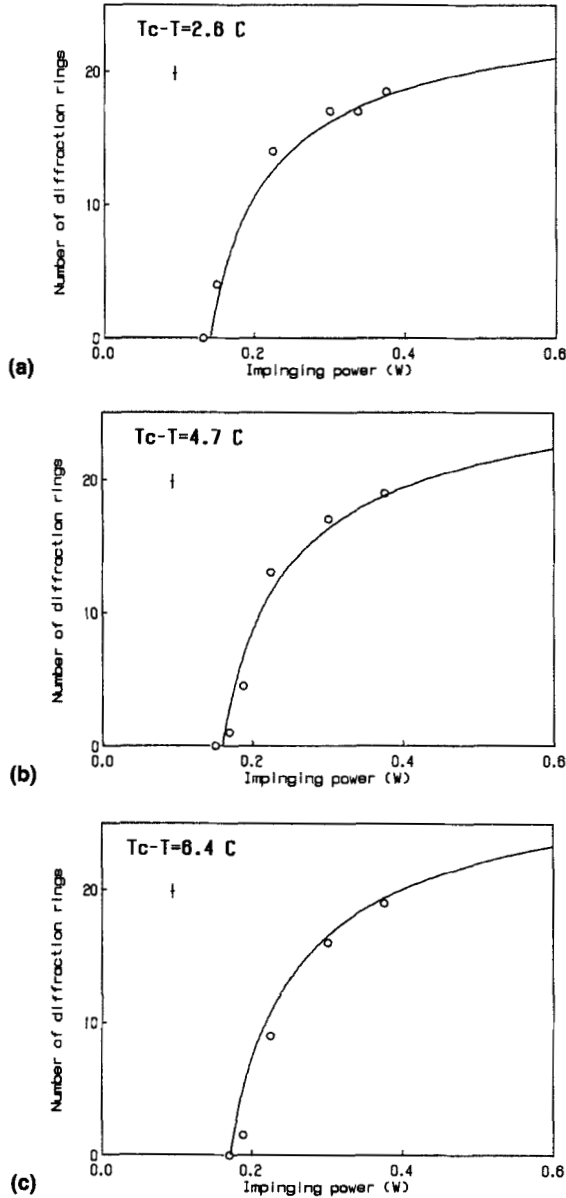 Tc-T=2.6 C
Number of diffraction rings
20
10
0
0.0 0.2 0.4 0.6
Impinging power (W)
(a)
Tc-T=4.7 C
Number of diffraction rings
20
10
0
0.0 0.2 0.4 0.6
Impinging power (W)
(b)
Tc-T=6.4 C
Number of diffraction rings
20
10
0
0.0 0.2 0.4 0.6
Impinging power (W)
(c)